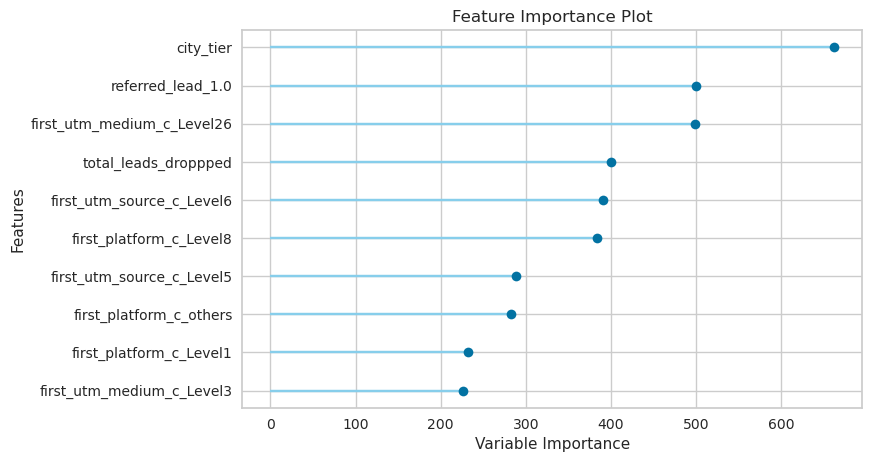 Feature Importance Plot
Features
city_tier
referred_lead_1.0
first_utm_medium_c_Level26
total_leads_droppped
first_utm_source_c_Level6
first_platform_c_Level8
first_utm_source_c_Level5
first_platform_c_others
first_platform_c_Level1
first_utm_medium_c_Level3
0 100 200 300 400 500 600
Variable Importance